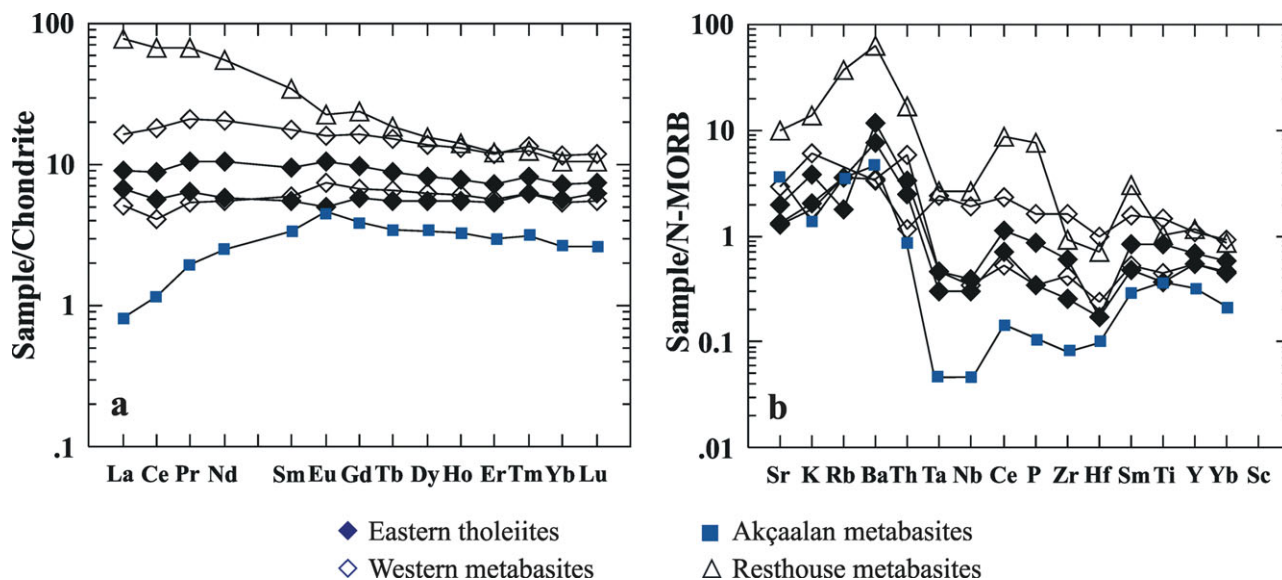 100
10
1
.1
Sample/Chondrite
a
La Ce Pr Nd Sm Eu Gd Tb Dy Ho Er Tm Yb Lu
100
10
1
0.1
.01
Sample/N-MORB
b
Sr K Rb Ba Th Ta Nb Ce P Zr Hf Sm Ti Y Yb Sc
Eastern tholeiites
Western metabasites
Akçaalan metabasites
Resthouse metabasites